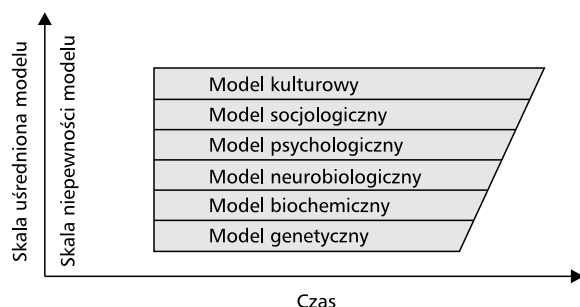 Skala uśredniona modelu
Skala niepewności modelu
Model kulturowy
Model socjologiczny
Model psychologiczny
Model neurobiologiczny
Model biochemiczny
Model genetyczny
Czas